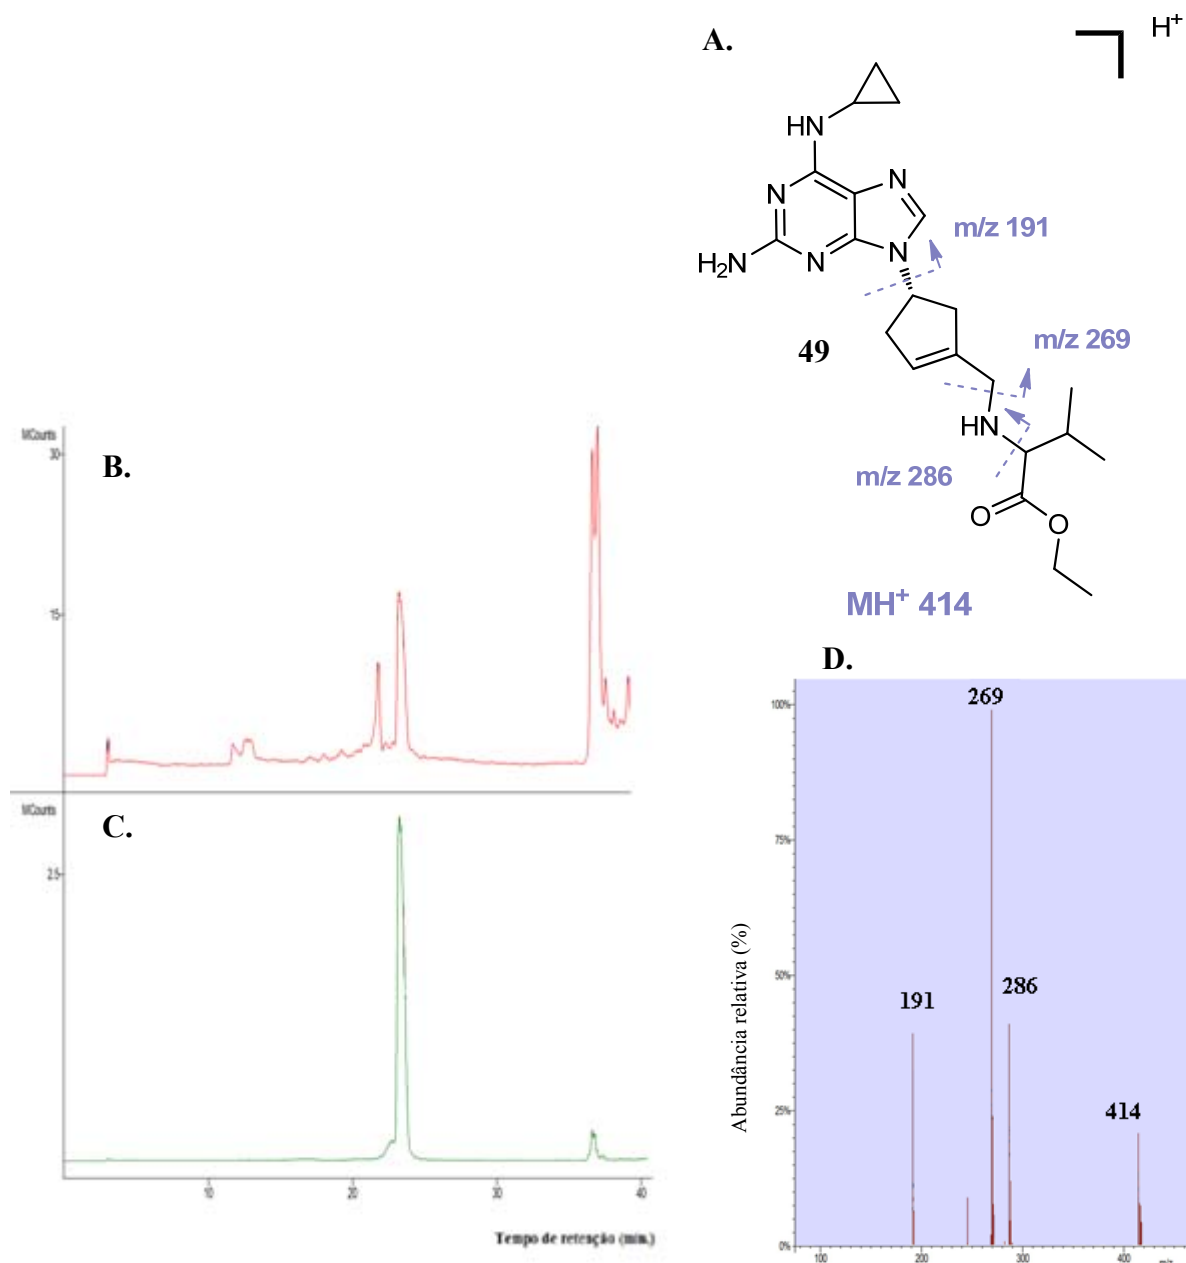 A.
H+
HN
N
N
N
N
H2N
m/z 191
49
m/z 269
HN
m/z 286
O
O
MH+ 414
MCounts
30
B.
15
MCounts
C.
2.5
10 20 30 40
Tempo de retenção (min.)
D.
269
100%
75%
Abundância relativa (%)
50%
286
191
25%
414
0%
100 200 300 400
m/z